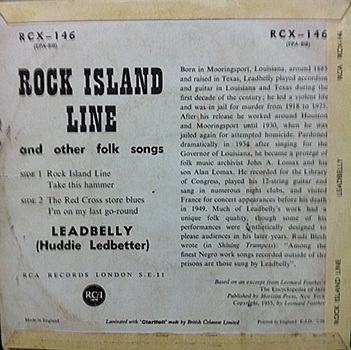 RCX-146
(EPA-818)
RCX-146
(EPA-818)
ROCK ISLAND
LINE
and other folk songs
SIDE 1 Rock Island Line
Take this hammer
SIDE 2 The Red Cross store blues
I'm on my last go-round
LEADBELLY
(Huddie Ledbetter)
RCA RECORDS LONDON S.E.11
RCA
Made in England
Born in Mooringsport, Louisiana, around 1885
and raised in Texas, Leadbelly played accordion
and guitar in Louisiana and Texas during the
first decade of the century; he led a violent life
and was in jail for murder from 1918 to 1925.
After his release he worked around Houston
and Mooringsport until 1930, when he was
jailed again for attempted homicide. Pardoned
dramatically in 1934 after singing for the
Governor of Louisiana, he became a protégé of
folk music archivist John A. Lomax and his
son Alan Lomax. He recorded for the Library
of Congress, played his 12-string guitar and
sang in numerous night clubs, and visited
France for concert appearances before his death
in 1949. Much of Leadbelly's work had a
unique folk quality, though some of his
performances were synthetically designed to
please audiences in his later years. Rudi Blesh
wrote (in Shining Trumpets): "Among the
finest Negro work songs recorded outside of the
prisons are those sung by Leadbelly".
Based on an excerpt from Leonard Feather's
The Encyclopedia of Jazz
Published by Horizon Press, New York
Copyright, 1955, by Leonard Feather
Laminated with 'Clarifoil' made by British Celanese Limited
Printed in England
RCX-146
LEADBELLY
ROCK ISLAND LINE
RCX-146